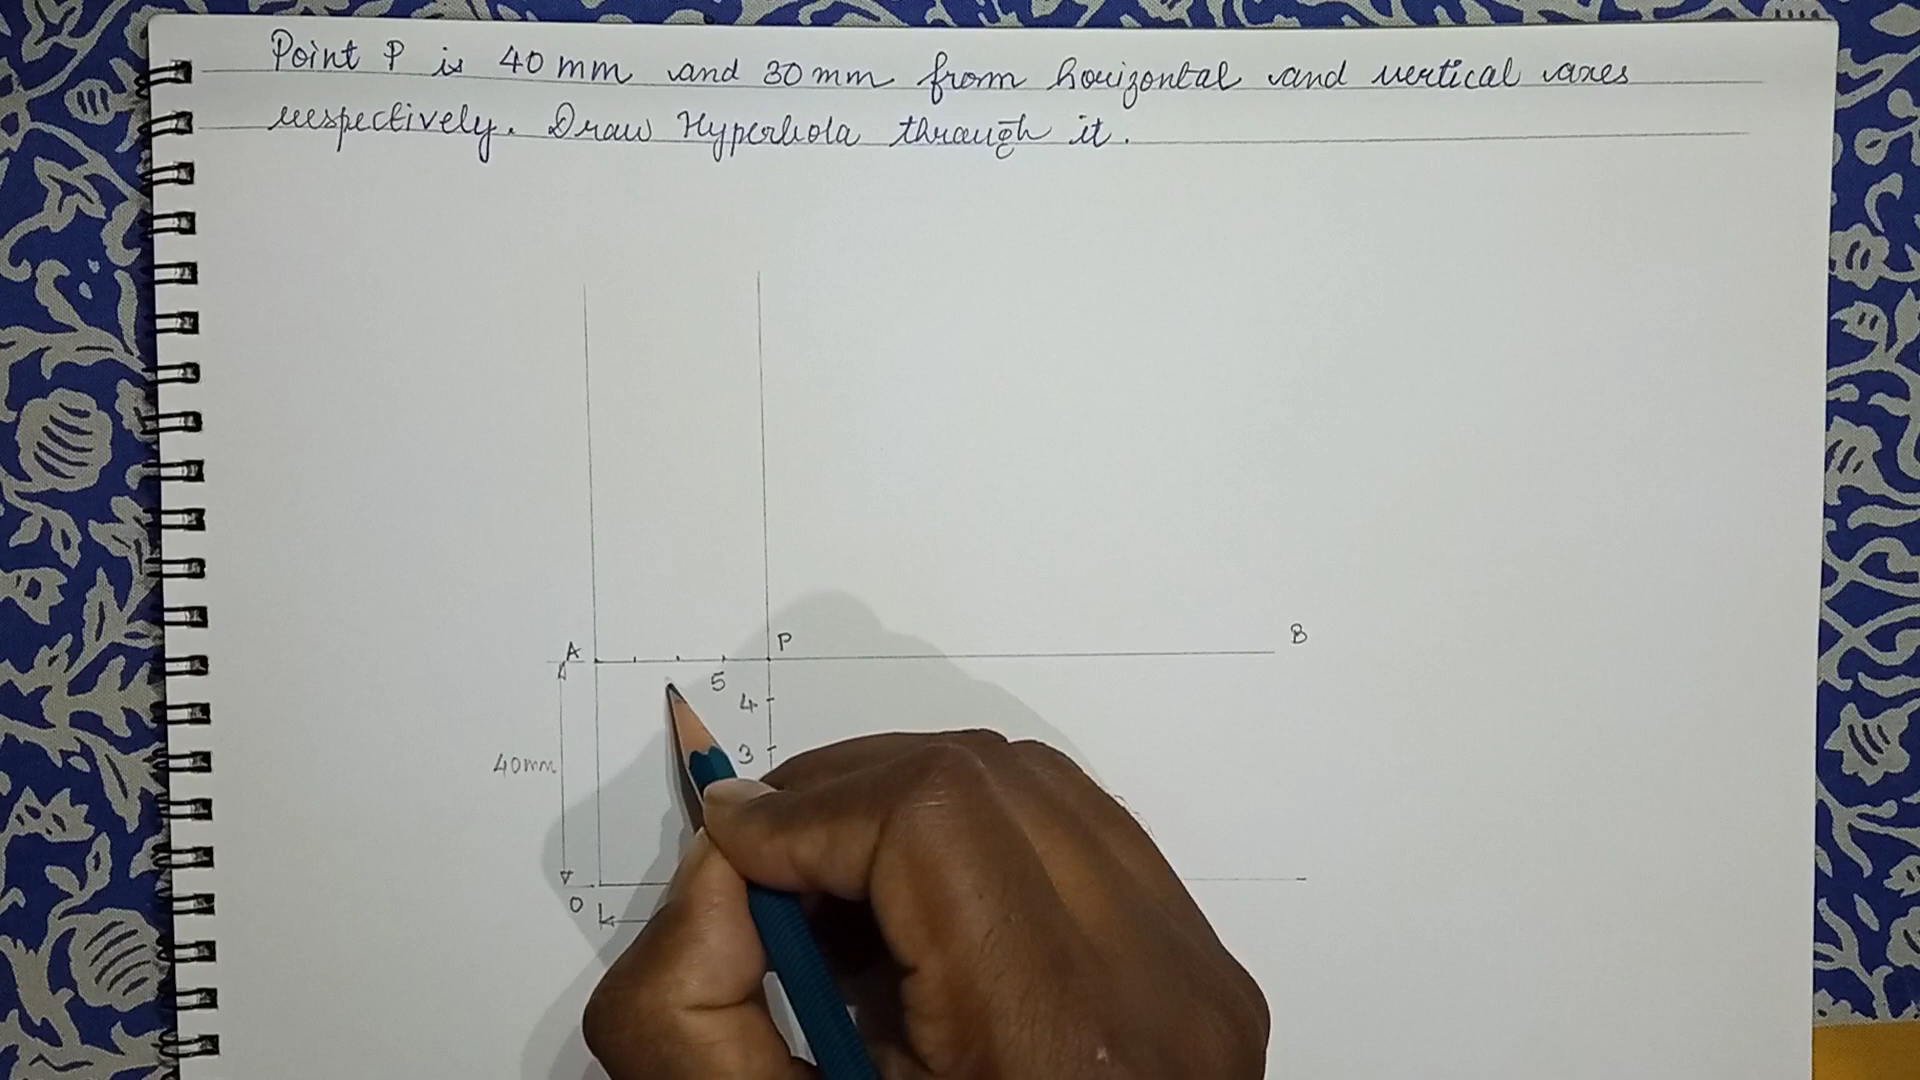 Point P is 40 mm and 30 mm from horizontal and vertical axes
respectively. Draw Hyperbola through it.
A
P
B
5
4
3
40mm
O